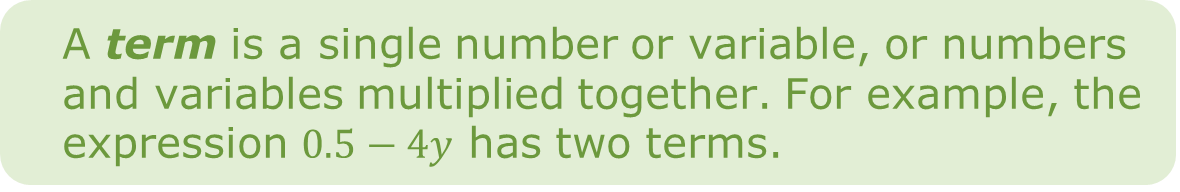 A term is a single number or variable, or numbers
and variables multiplied together. For example, the
expression 0.5 − 4y has two terms.